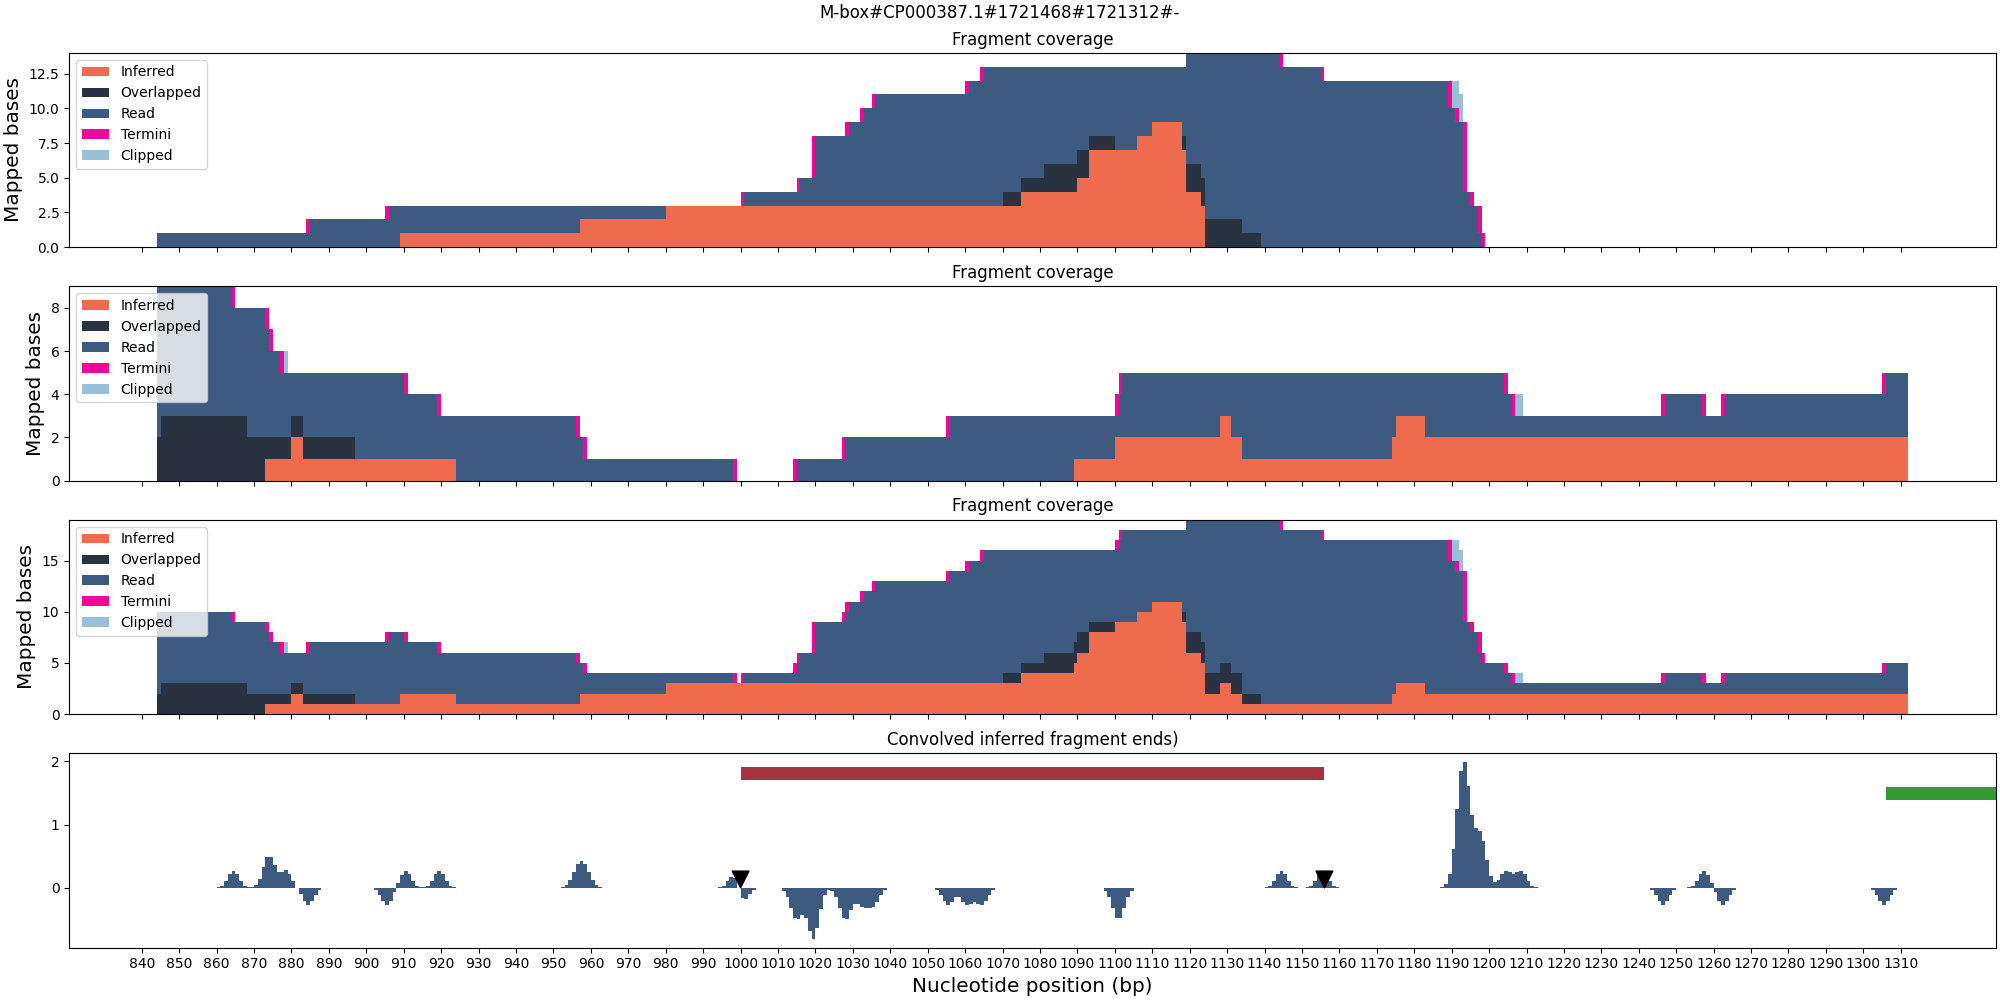 M-box#CP000387.1#1721468#1721312#-
Fragment coverage
Mapped bases
12.5
10.0
7.5
5.0
2.5
0.0
Inferred
Overlapped
Read
Termini
Clipped
Fragment coverage
Mapped bases
8
6
4
2
0
Inferred
Overlapped
Read
Termini
Clipped
Fragment coverage
Mapped bases
15
10
5
0
Inferred
Overlapped
Read
Termini
Clipped
Convolved inferred fragment ends)
2
1
0
840 850 860 870 880 890 900 910 920 930 940 950 960 970 980 990 1000 1010 1020 1030 1040 1050 1060 1070 1080 1090 1100 1110 1120 1130 1140 1150 1160 1170 1180 1190 1200 1210 1220 1230 1240 1250 1260 1270 1280 1290 1300 1310
Nucleotide position (bp)